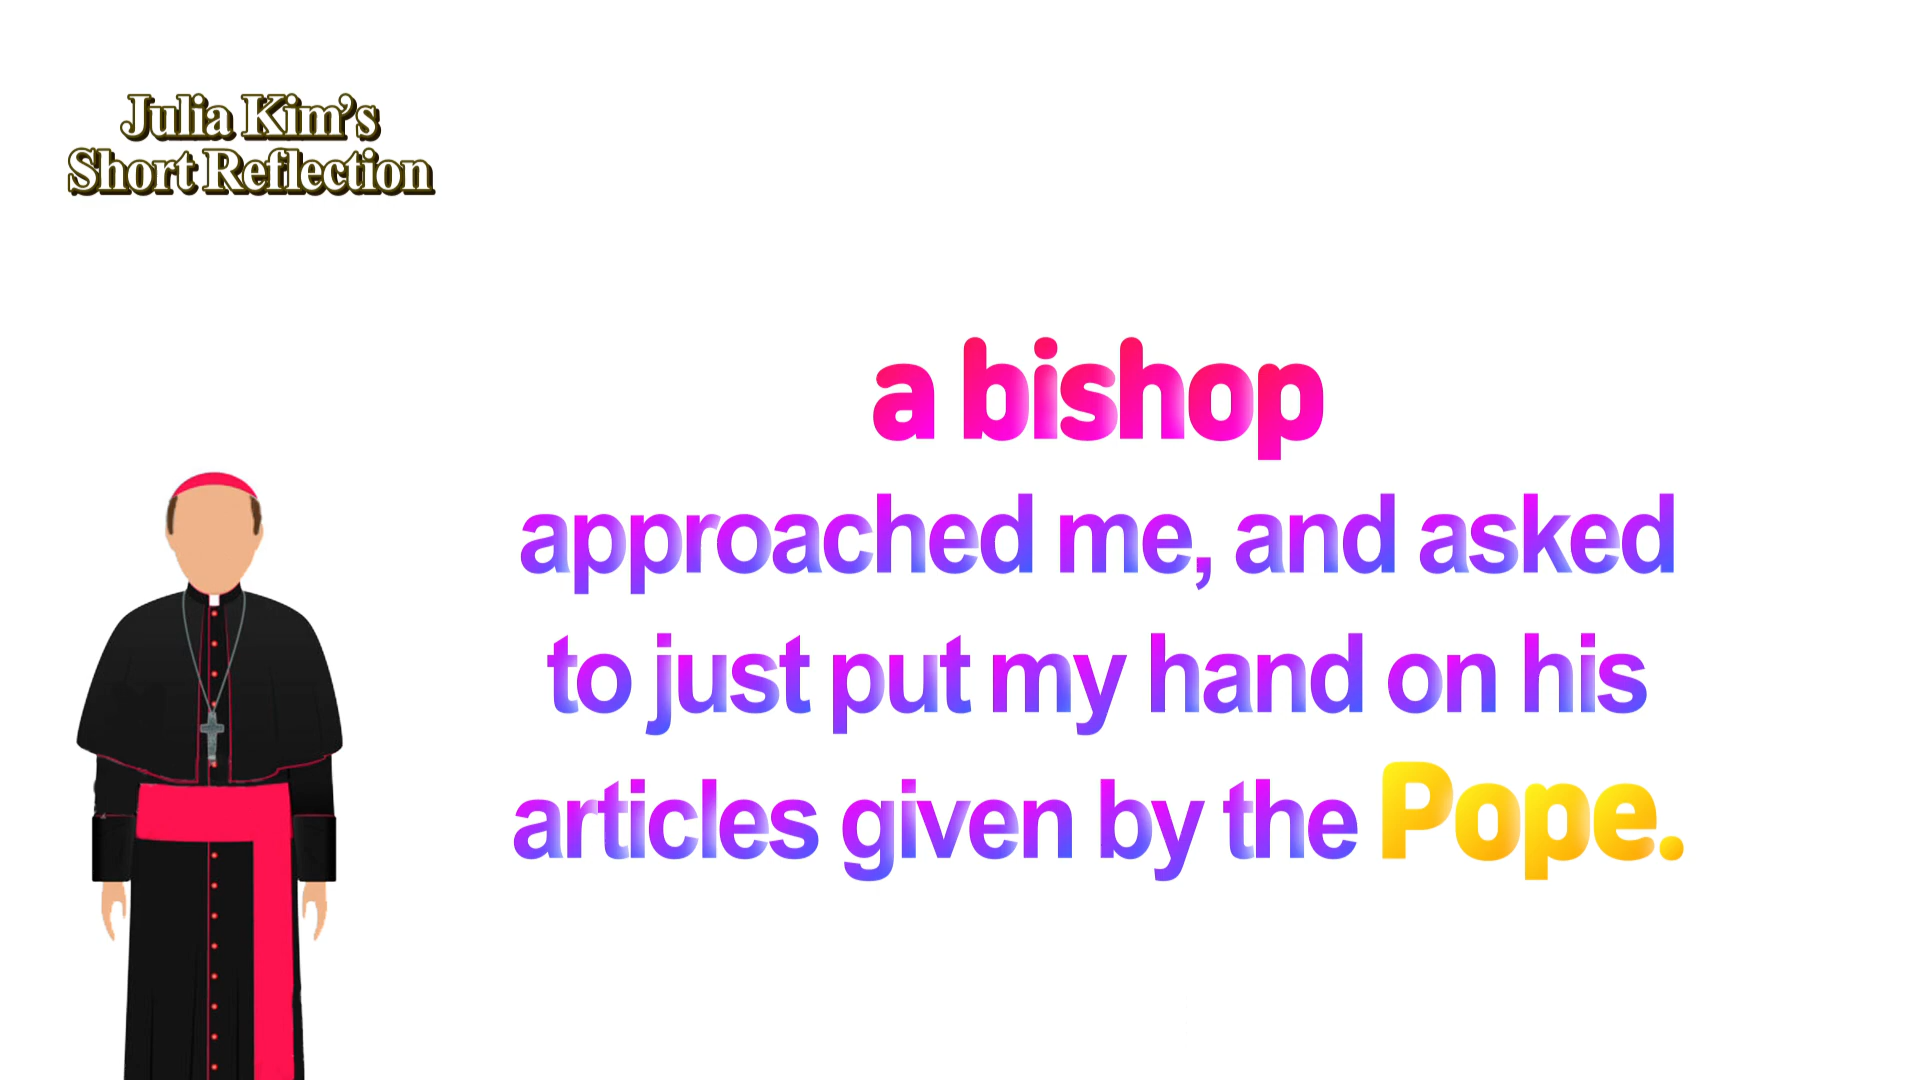 Julia Kim's
Short Reflection
a bishop
approached me, and asked
to just put my hand on his
articles given by the Pope.